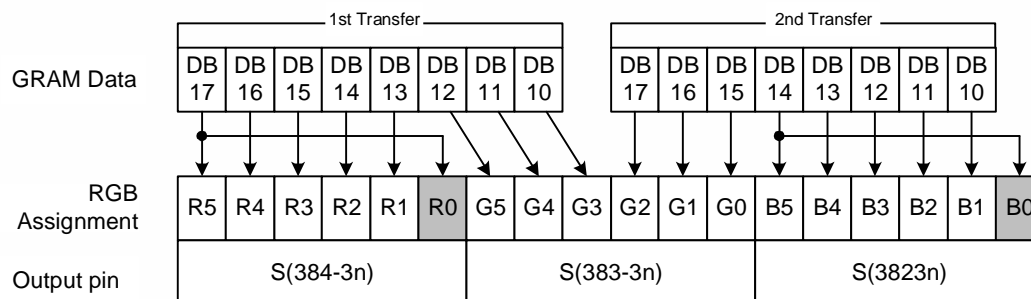 1st Transfer 2nd Transfer
GRAM Data DB 17 DB 16 DB 15 DB 14 DB 13 DB 12 DB 11 DB 10 DB 17 DB 16 DB 15 DB 14 DB 13 DB 12 DB 11 DB 10
RGB Assignment R5 R4 R3 R2 R1 R0 G5 G4 G3 G2 G1 G0 B5 B4 B3 B2 B1 B0
Output pin S(384-3n) S(383-3n) S(3823n)